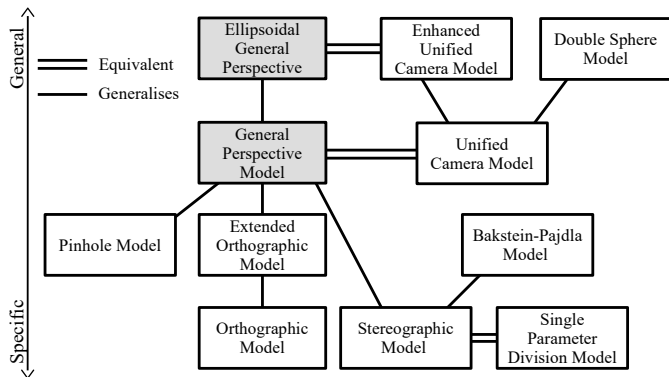 General
Specific
Equivalent
Generalises
Ellipsoidal
General
Perspective
Enhanced
Unified
Camera Model
Double Sphere
Model
General
Perspective
Model
Unified
Camera Model
Pinhole Model
Extended
Orthographic
Model
Bakstein-Pajdla
Model
Orthographic
Model
Stereographic
Model
Single
Parameter
Division Model